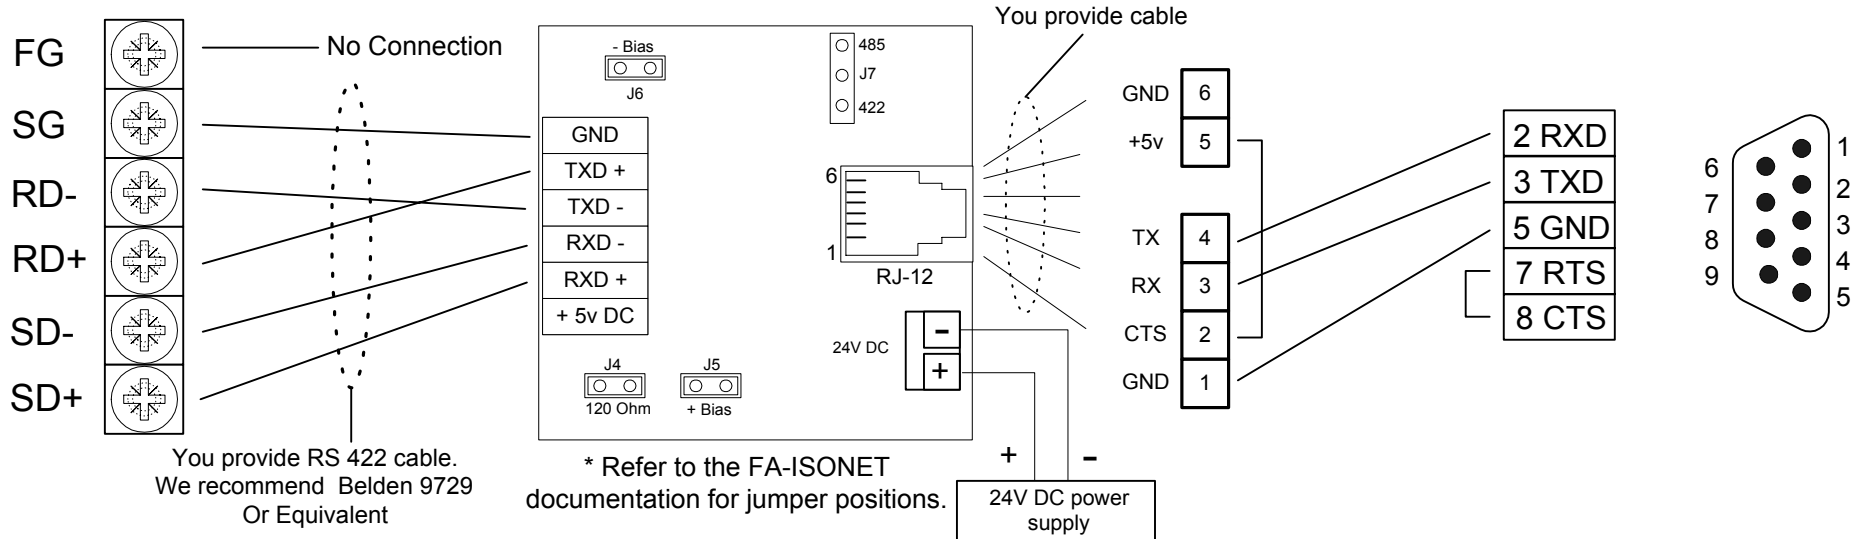 FG
SG
RD-
RD+
SD-
SD+
No Connection
You provide RS 422 cable.
We recommend  Belden 9729
Or Equivalent
- Bias
J6
485
J7
422
GND
TXD +
TXD -
RXD -
RXD +
+ 5v DC
6
1
RJ-12
24V DC
-
+
J4
120 Ohm
J5
+ Bias
* Refer to the FA-ISONET
documentation for jumper positions.
+
-
24V DC power
supply
You provide cable
GND 6
+5v 5
TX 4
RX 3
CTS 2
GND 1
2 RXD
3 TXD
5 GND
7 RTS
8 CTS
6
7
8
9
1
2
3
4
5